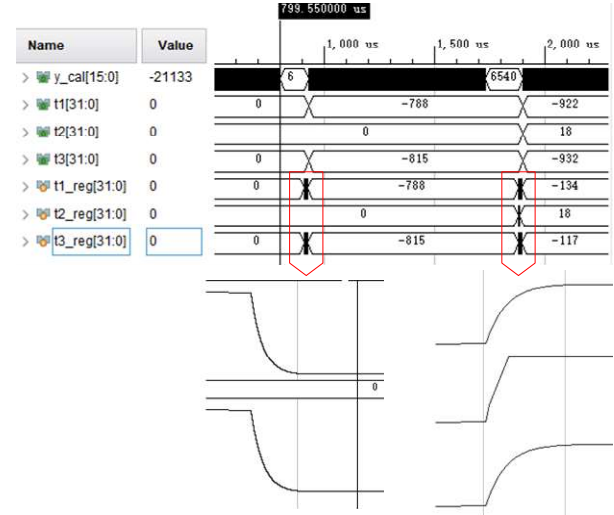 799.550000 us
Name Value
1,000 us 1,500 us 2,000 us
y_cal[15:0] -21133 6 6540
t1[31:0] 0 0 -788 -922
t2[31:0] 0 0 18
t3[31:0] 0 0 -815 -932
t1_reg[31:0] 0 0 -788 -134
t2_reg[31:0] 0 0 18
t3_reg[31:0] 0 0 -815 -117
0